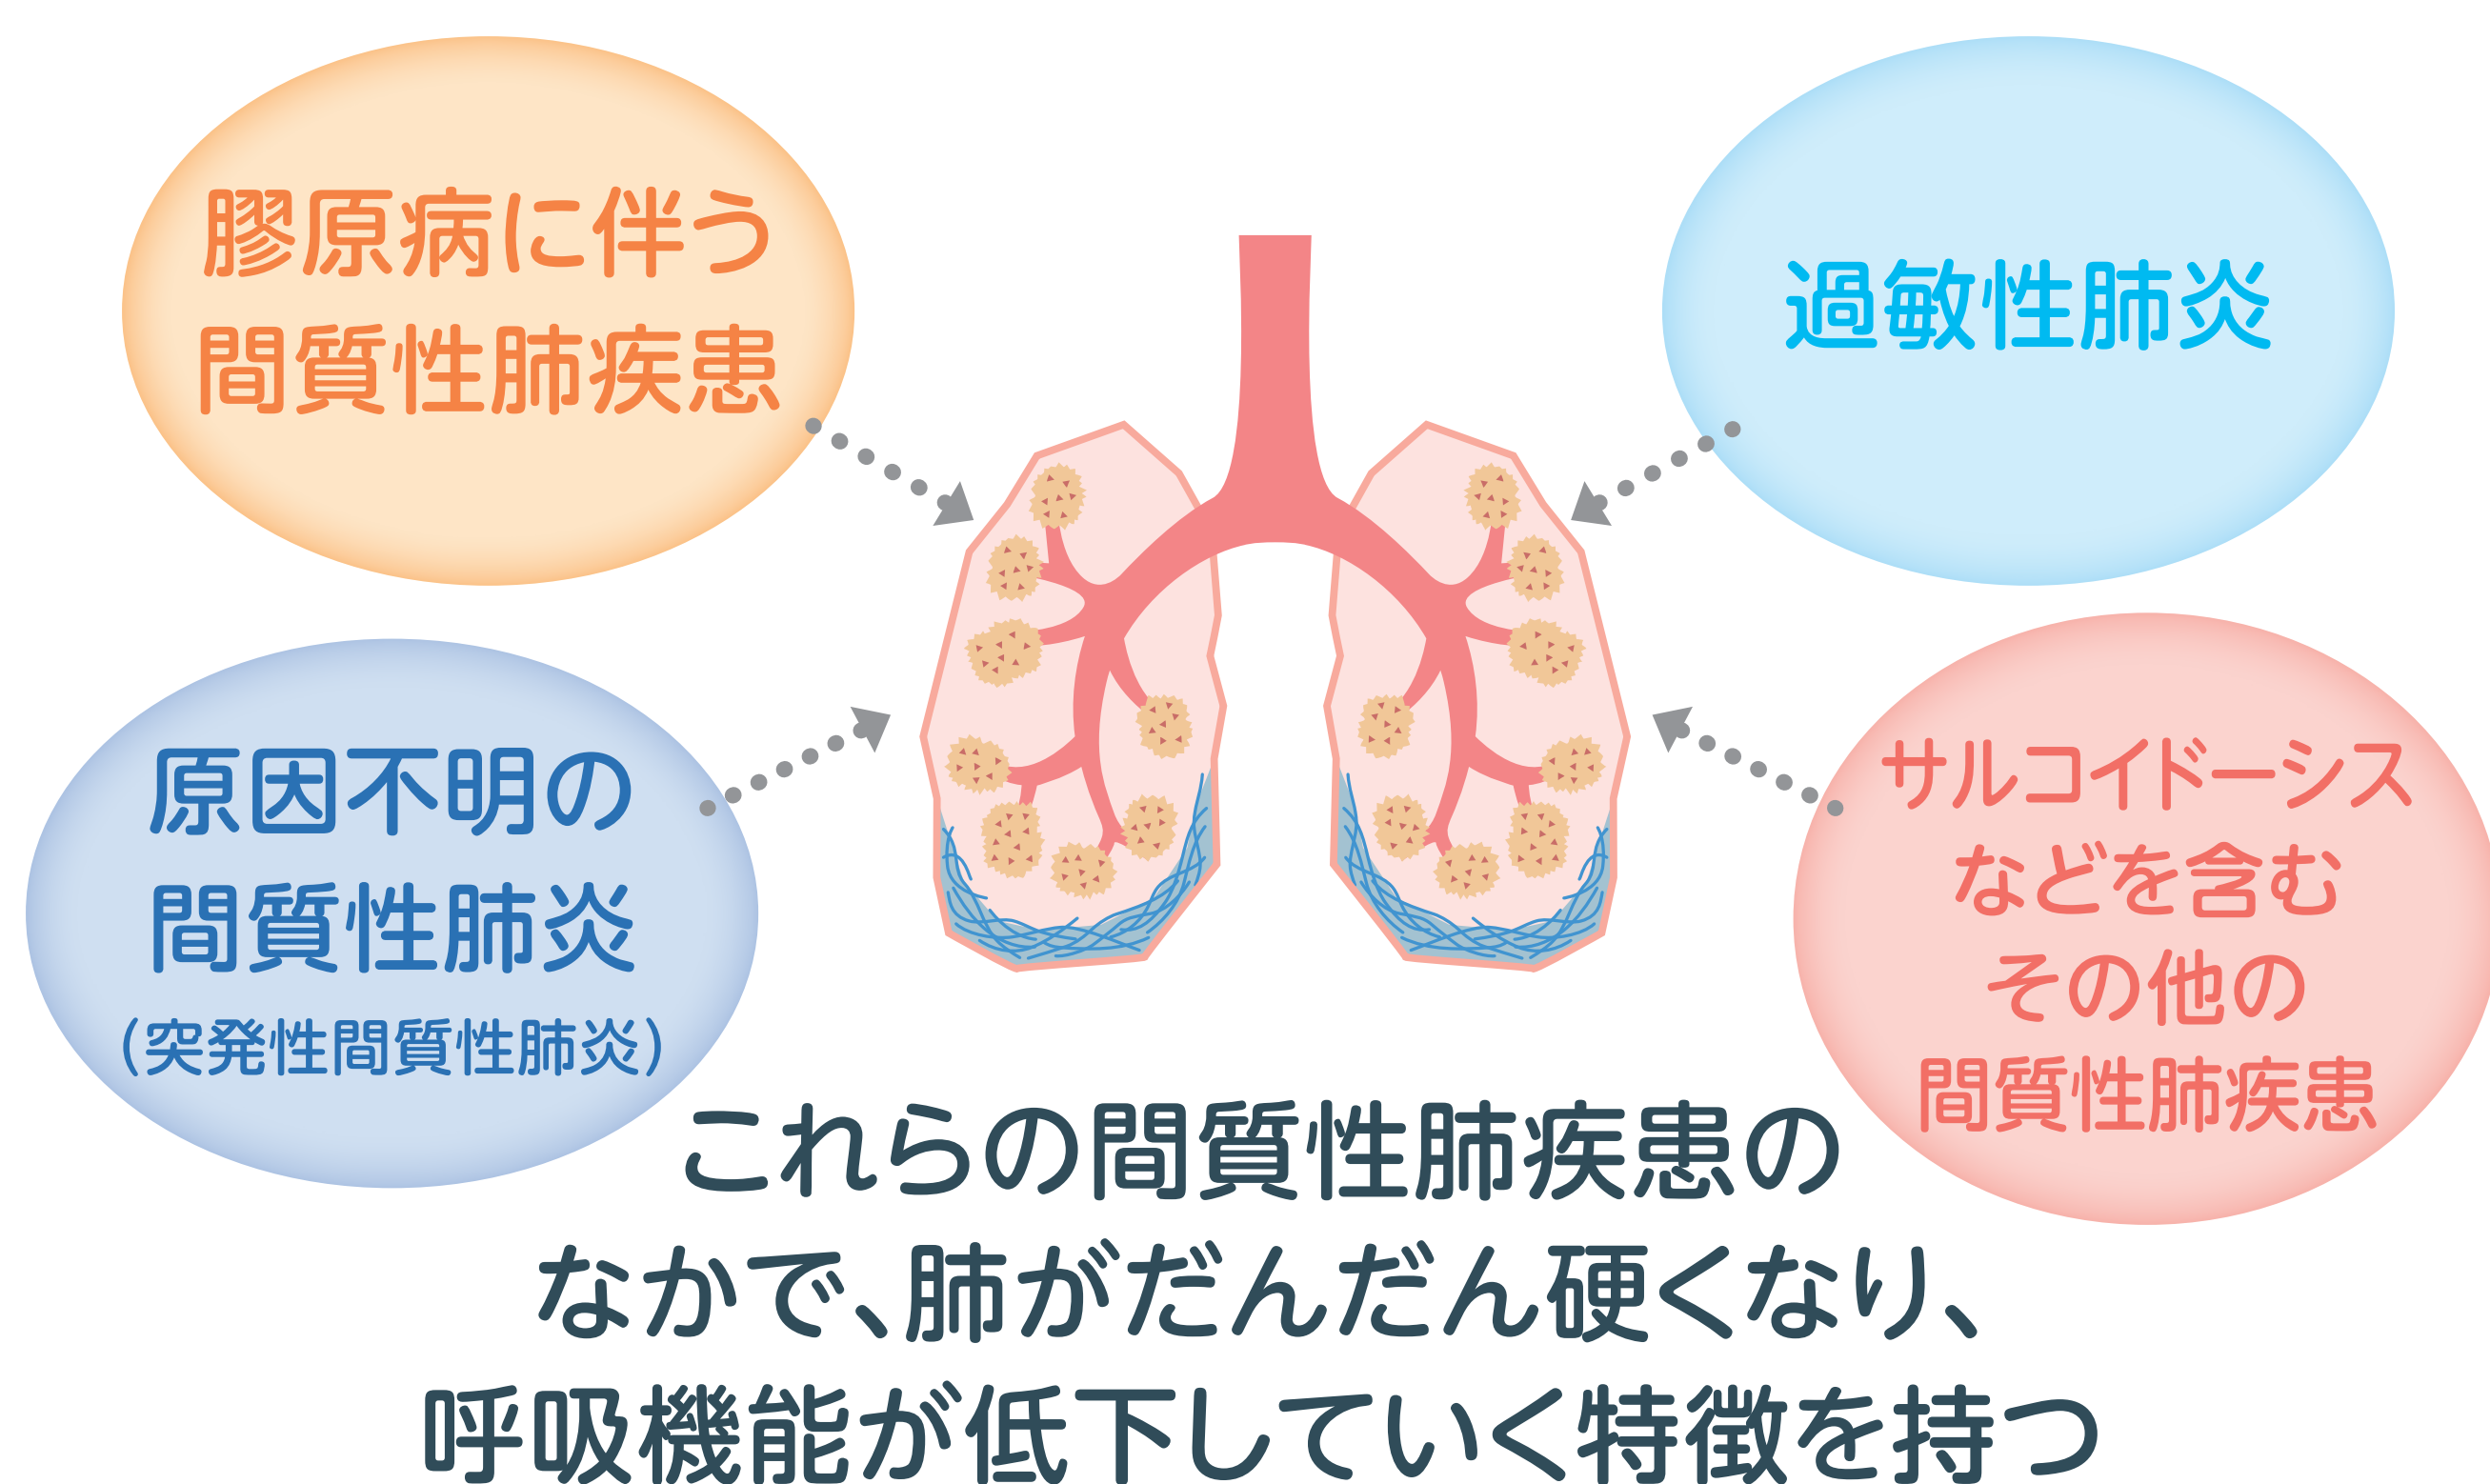 膠原病に伴う
間質性肺疾患
過敏性肺炎
原因不明の
間質性肺炎
(突発性間質性肺炎)
サルコイドーシス
などを含む
その他の
間質性肺疾患
これらの間質性肺疾患の
なかで、肺がだんだん硬くなり、
呼吸機能が低下していく特徴を持つ